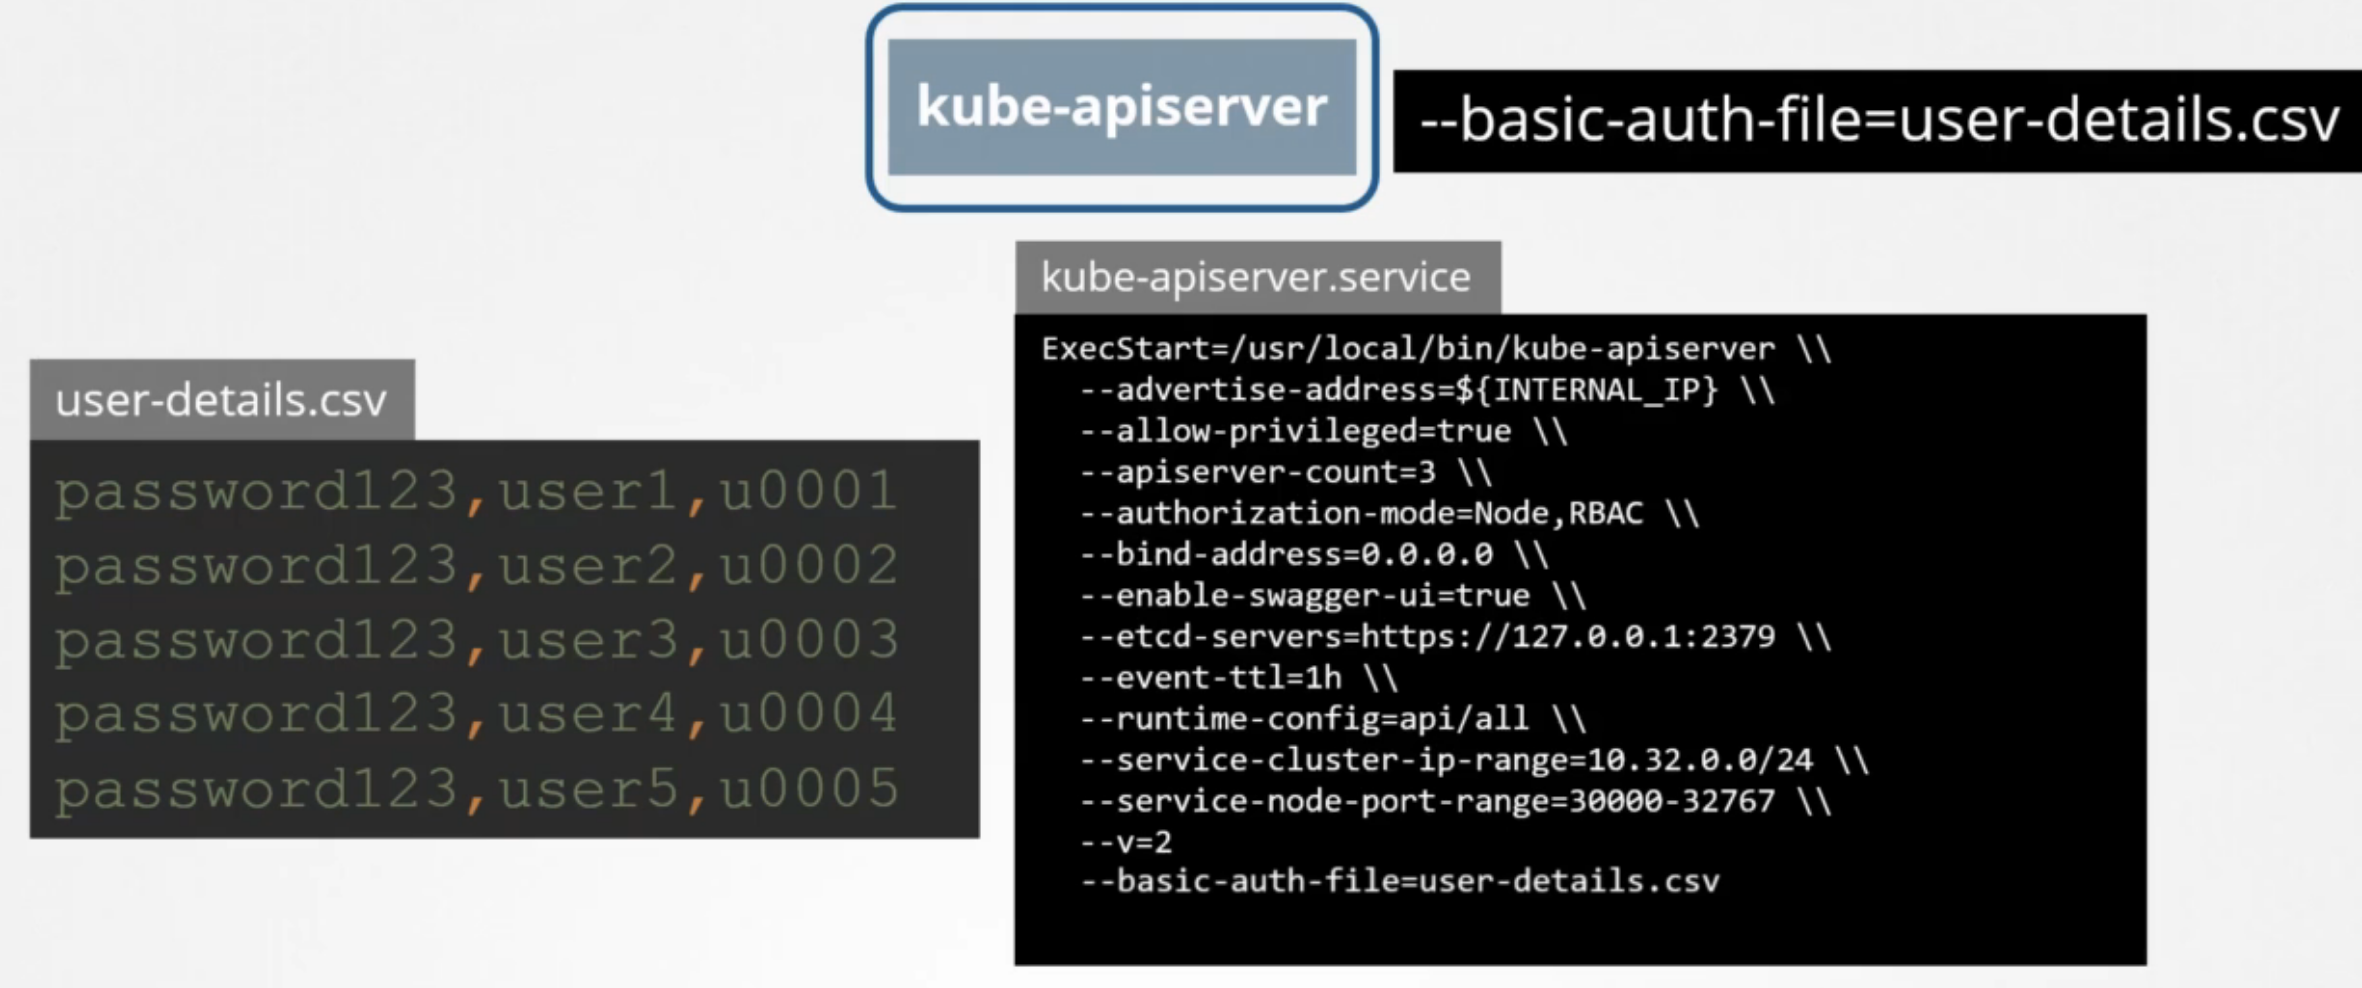 kube-apiserver
--basic-auth-file=user-details.csv
kube-apiserver.service
ExecStart=/usr/local/bin/kube-apiserver \\
--advertise-address=${INTERNAL_IP} \\
--allow-privileged=true \\
--apiserver-count=3 \\
--authorization-mode=Node,RBAC \\
--bind-address=0.0.0.0 \\
--enable-swagger-ui=true \\
--etcd-servers=https://127.0.0.1:2379 \\
--event-ttl=1h \\
--runtime-config=api/all \\
--service-cluster-ip-range=10.32.0.0/24 \\
--service-node-port-range=30000-32767 \\
--v=2
--basic-auth-file=user-details.csv
user-details.csv
password123,user1,u0001
password123,user2,u0002
password123,user3,u0003
password123,user4,u0004
password123,user5,u0005